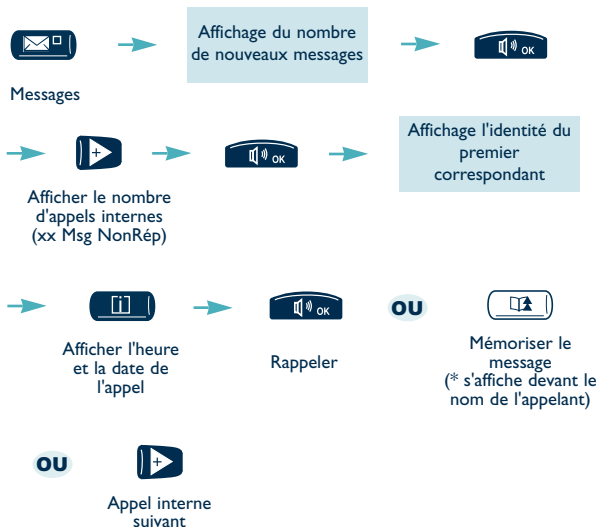 Affichage du nombre
de nouveaux messages
OK
Messages
Affichage l'identité du
premier
correspondant
+
OK
Afficher le nombre
d'appels internes
(xx Msg NonRép)
i
OK
OU
Afficher l'heure
et la date de
l'appel
Rappeler
Mémoriser le
message
(* s'affiche devant le
nom de l'appelant)
OU
+
Appel interne
suivant